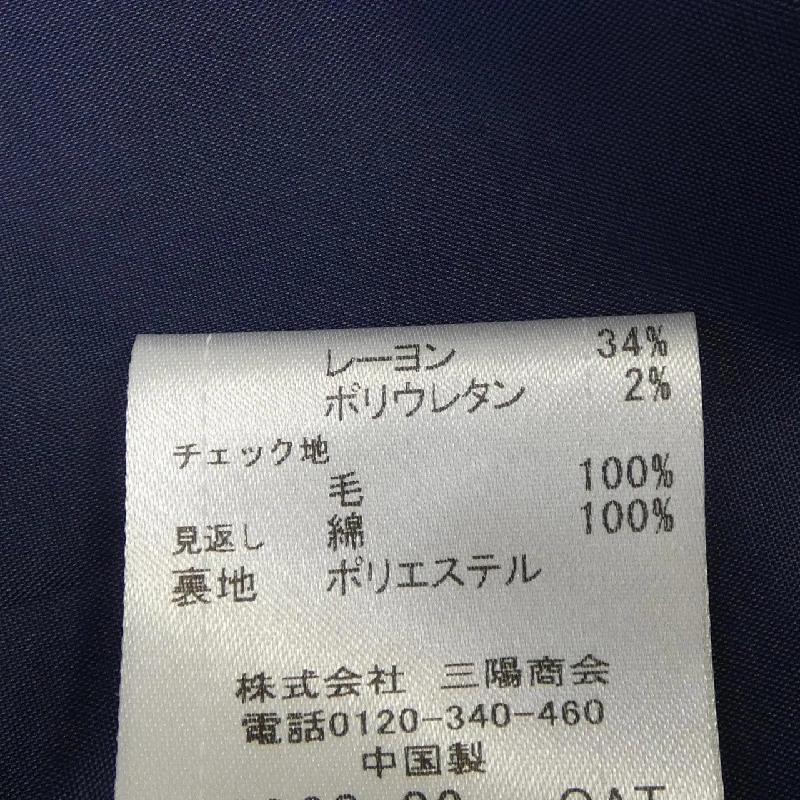 レーヨン 34%
ポリウレタン 2%
チェック地
毛 100%
見返し 綿 100%
裏地 ポリエステル
株式会社 三陽商会
電話0120-340-460
中国製